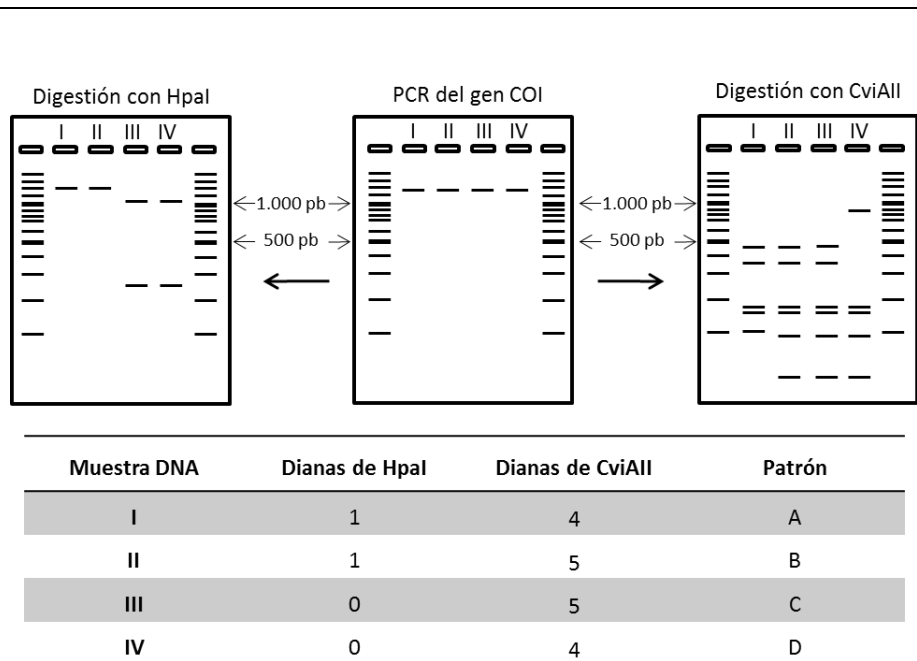 Digestión con HpaI
PCR del gen COI
Digestión con CviAII
I II III IV
I II III IV
I II III IV
1.000 pb
1.000 pb
500 pb
500 pb
Muestra DNA Dianas de HpaI Dianas de CviAII Patrón
I 1 4 A
II 1 5 B
III 0 5 C
IV 0 4 D